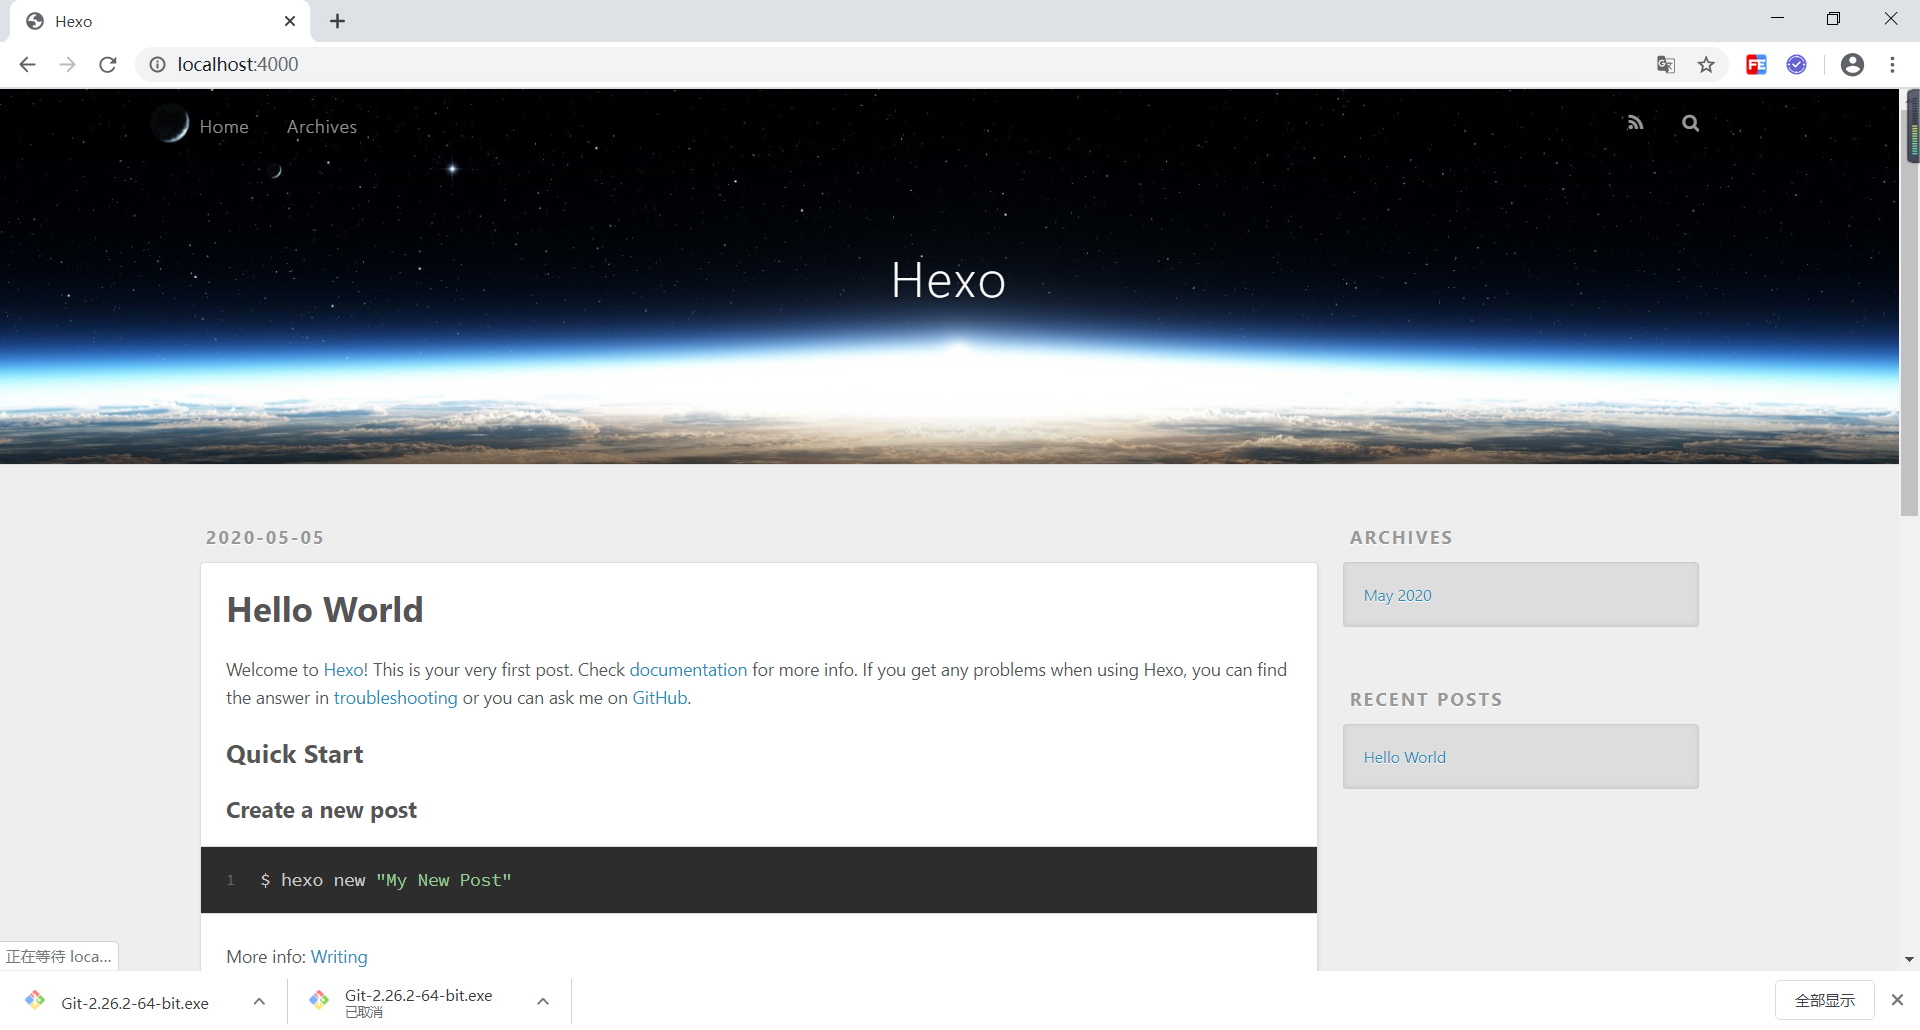 Hexo
localhost:4000
Home Archives
Hexo
2020-05-05
Hello World
Welcome to Hexo! This is your very first post. Check documentation for more info. If you get any problems when using Hexo, you can find
the answer in troubleshooting or you can ask me on GitHub.
Quick Start
Create a new post
1 $ hexo new "My New Post"
More info: Writing
ARCHIVES
May 2020
RECENT POSTS
Hello World
正在等待 loca...
Git-2.26.2-64-bit.exe
Git-2.26.2-64-bit.exe
已取消
全部显示